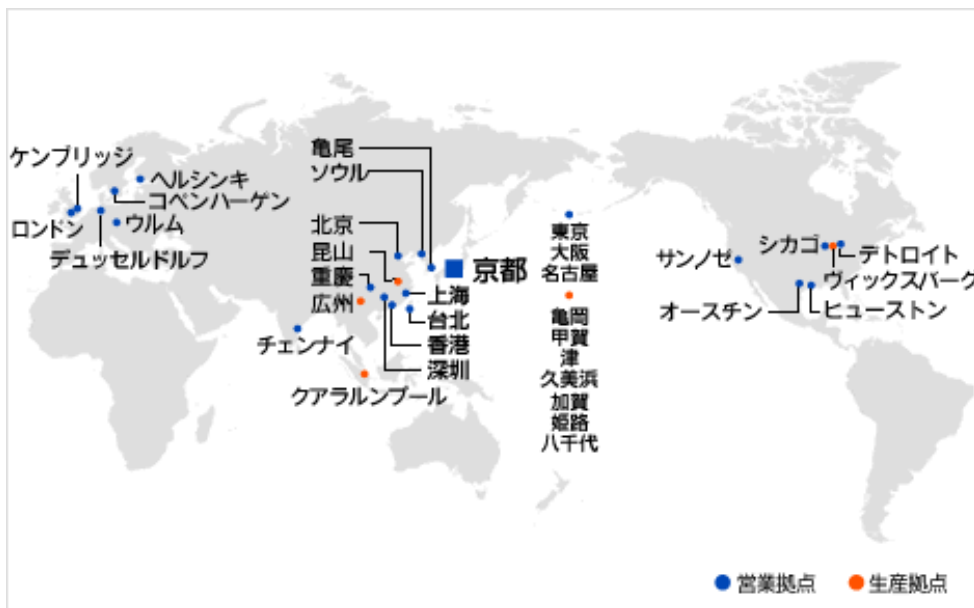 ケンブリッジ
ヘルシンキ
コペンハーゲン
ロンドン
ウルム
デュッセルドルフ
亀尾
ソウル
北京
昆山
重慶
広州
チェンナイ
クアラルンプール
京都
上海
台北
香港
深圳
東京
大阪
名古屋
亀岡
甲賀
津
久美浜
加賀
姫路
八千代
サンノゼ
シカゴ
デトロイト
ヴィックスバーグ
オースチン
ヒューストン
営業拠点
生産拠点